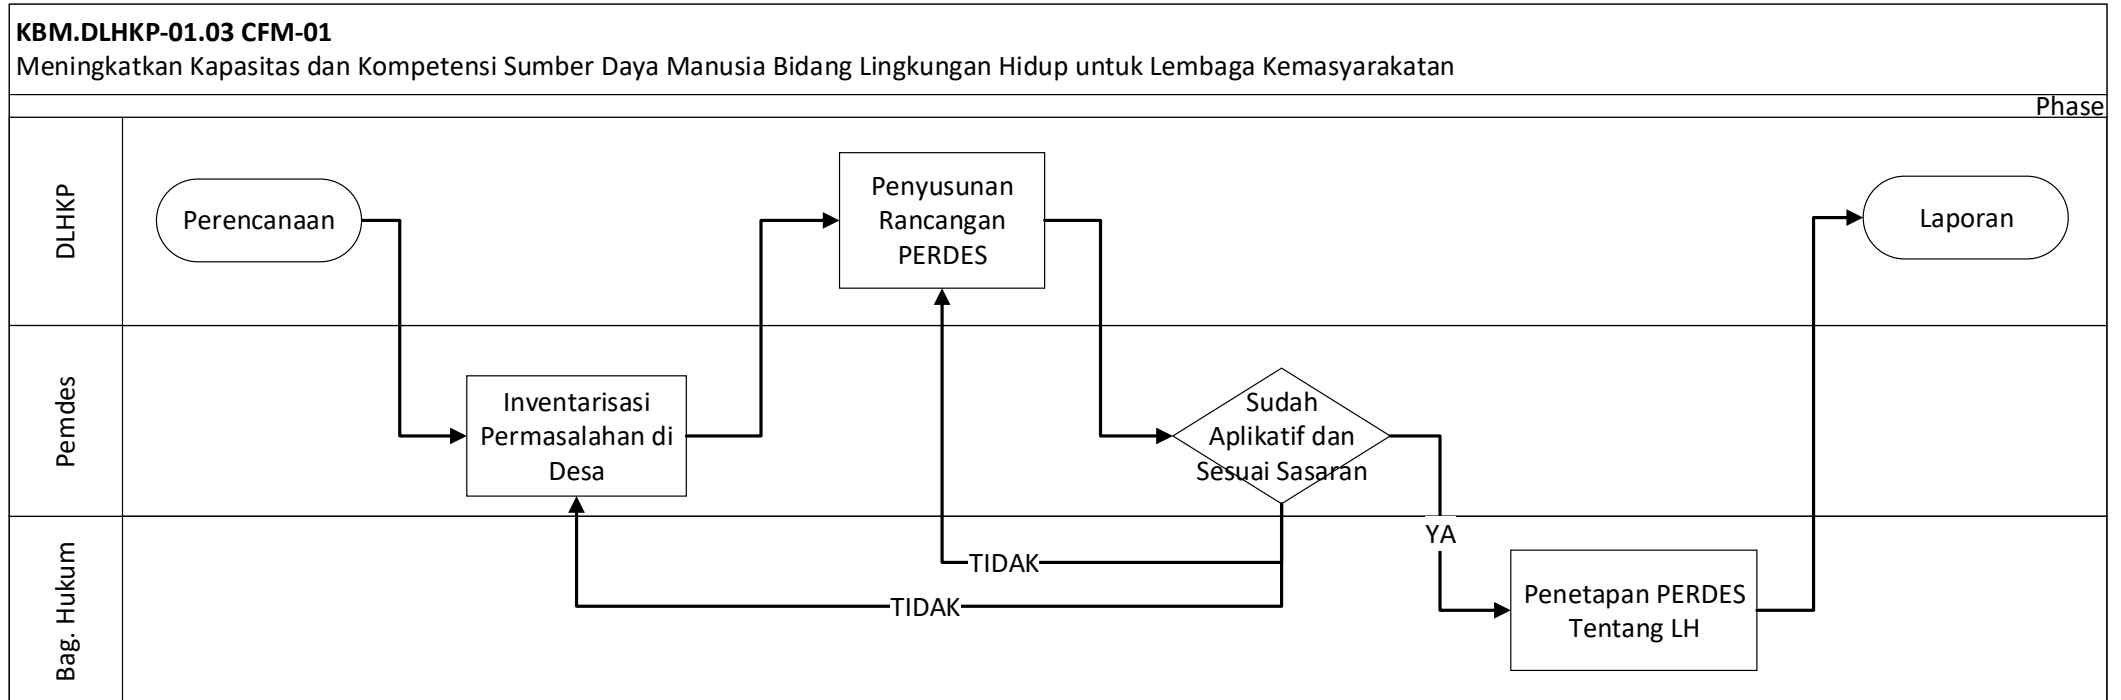 KBM.DLHKP-01.03 CFM-01
Meningkatkan Kapasitas dan Kompetensi Sumber Daya Manusia Bidang Lingkungan Hidup untuk Lembaga Kemasyarakatan
Phase
DLHKP
Perencanaan
Penyusunan
Rancangan
PERDES
Laporan
Pemdes
Inventarisasi
Permasalahan di
Desa
Sudah
Aplikatif dan
Sesuai Sasaran
Bag. Hukum
TIDAK
TIDAK
YA
Penetapan PERDES
Tentang LH